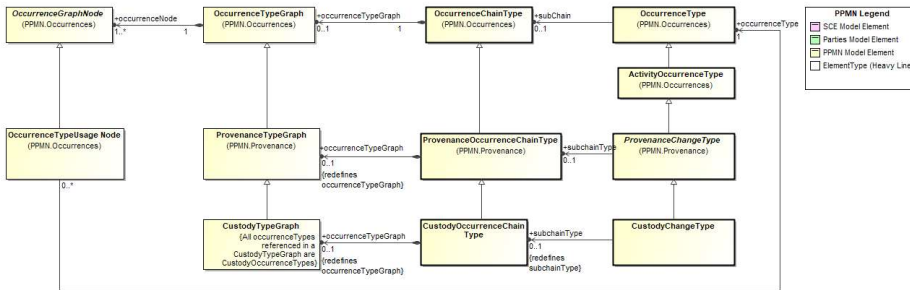 OccurrenceGraphNode
(PPMN.Occurrences)
+occurrenceNode
1..*
1
OccurrenceTypeGraph
(PPMN.Occurrences)
+occurrenceTypeGraph
0..1
1
OccurrenceChainType
(PPMN.Occurrences)
+subChain
0..1
OccurrenceType
(PPMN.Occurrences)
+occurrenceType
1
PPMN Legend
SCE Model Element
Parties Model Element
PPMN Model Element
ElementType (Heavy Line)
ActivityOccurrenceType
(PPMN.Occurrences)
OccurrenceTypeUsage Node
(PPMN.Occurrences)
0..*
ProvenanceTypeGraph
(PPMN.Provenance)
+occurrenceTypeGraph
0..1
{redefines
occurrenceTypeGraph}
ProvenanceOccurrenceChainType
(PPMN.Provenance)
+subchainType
0..1
ProvenanceChangeType
(PPMN.Provenance)
CustodyTypeGraph
{All occurrenceTypes
referenced in a
CustodyTypeGraph are
CustodyOccurrenceTypes}
+occurrenceTypeGraph
0..1
{redefines
occurrenceTypeGraph}
CustodyOccurrenceChain
Type
+subchainType
0..1
{redefines
subchainType}
CustodyChangeType